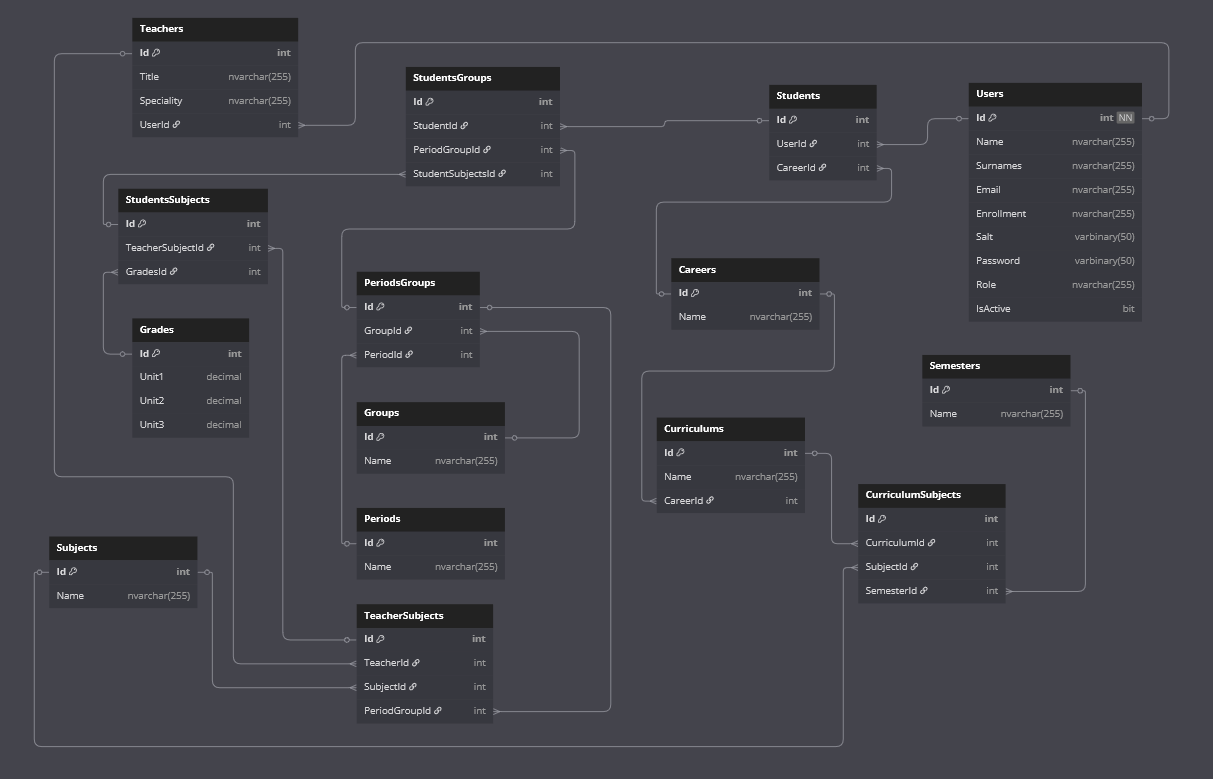 Teachers
Id int
Title nvarchar(255)
Speciality nvarchar(255)
UserId int
StudentsGroups
Id int
StudentId int
PeriodGroupId int
StudentSubjectsId int
Students
Id int
UserId int
CareerId int
Users
Id int NN
Name nvarchar(255)
Surnames nvarchar(255)
Email nvarchar(255)
Enrollment nvarchar(255)
Salt varbinary(50)
Password varbinary(50)
Role nvarchar(255)
IsActive bit
StudentsSubjects
Id int
TeacherSubjectId int
GradesId int
PeriodsGroups
Id int
GroupId int
PeriodId int
Careers
Id int
Name nvarchar(255)
Grades
Id int
Unit1 decimal
Unit2 decimal
Unit3 decimal
Semesters
Id int
Name nvarchar(255)
Groups
Id int
Name nvarchar(255)
Curriculums
Id int
Name nvarchar(255)
CareerId int
CurriculumSubjects
Id int
CurriculumId int
SubjectId int
SemesterId int
Periods
Id int
Name nvarchar(255)
Subjects
Id int
Name nvarchar(255)
TeacherSubjects
Id int
TeacherId int
SubjectId int
PeriodGroupId int